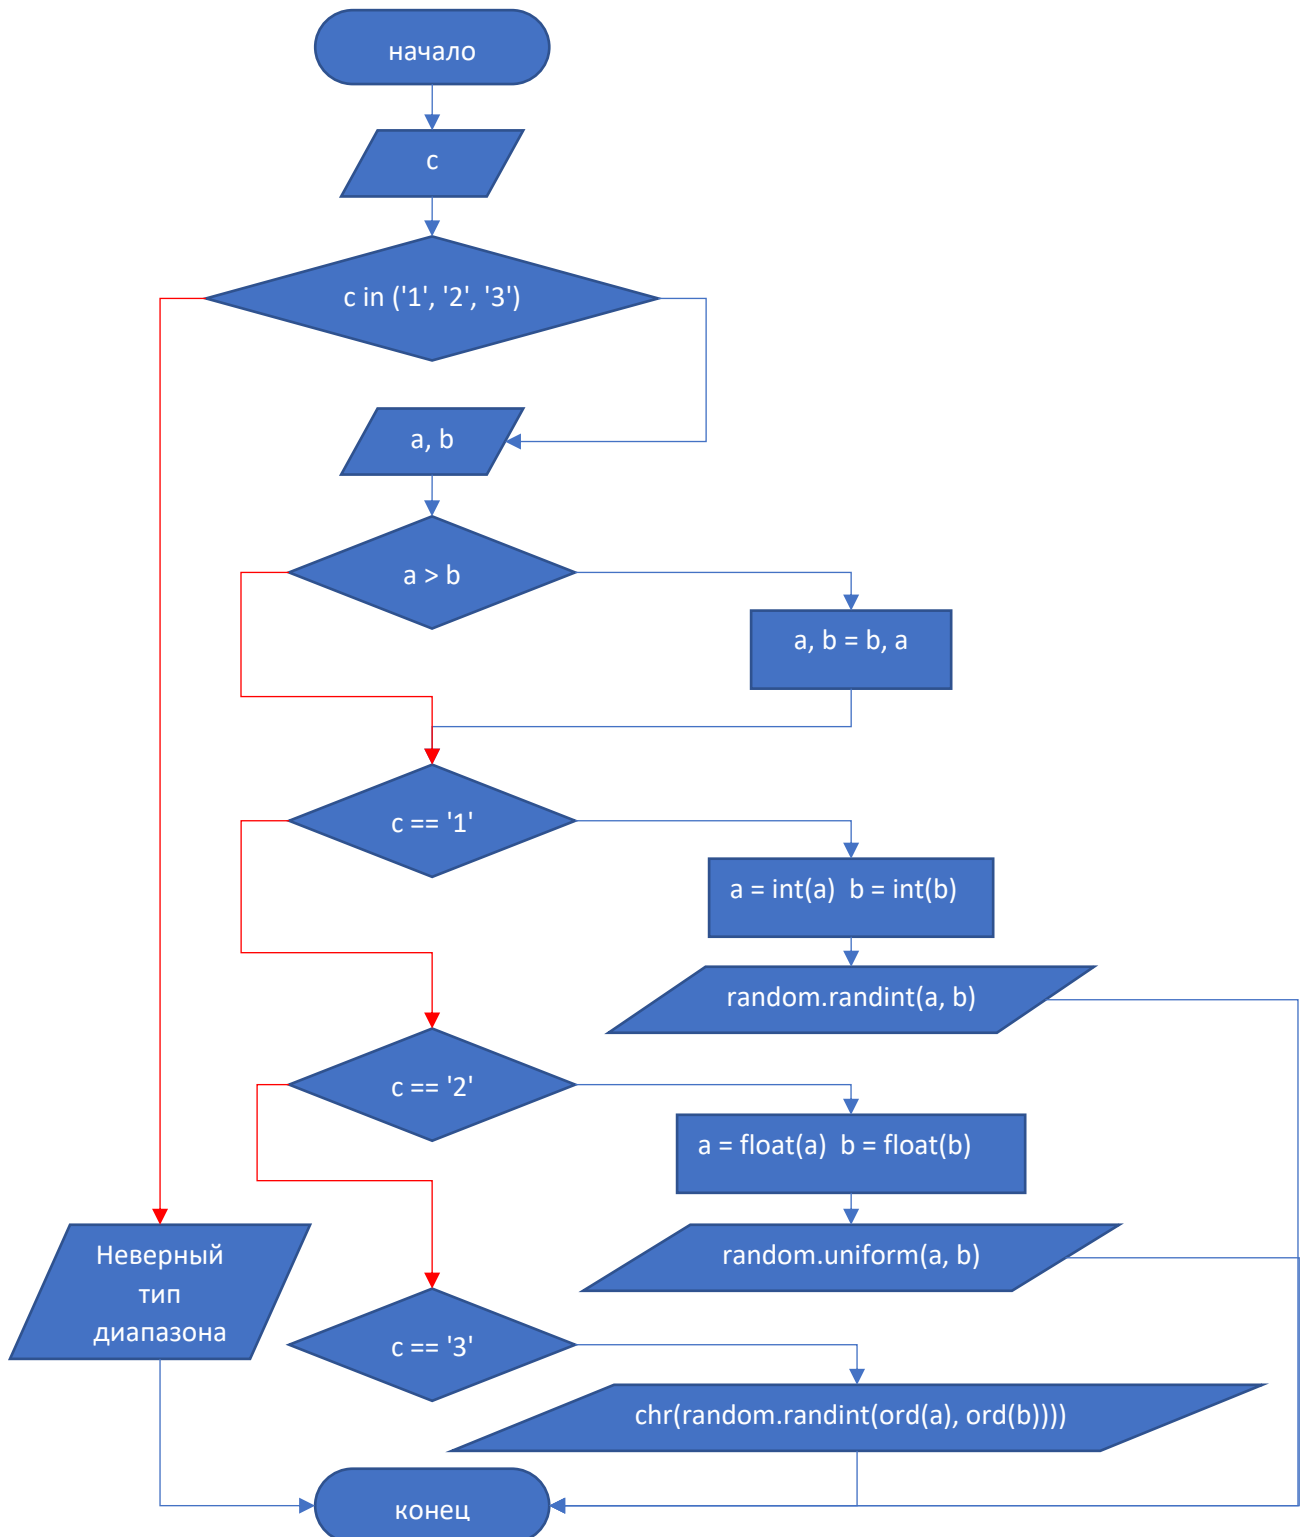 начало
c
c in ('1', '2', '3')
a, b
a > b
a, b = b, a
c == '1'
a = int(a)  b = int(b)
random.randint(a, b)
c == '2'
a = float(a)  b = float(b)
random.uniform(a, b)
Неверный
тип
диапазона
c == '3'
chr(random.randint(ord(a), ord(b))))
конец